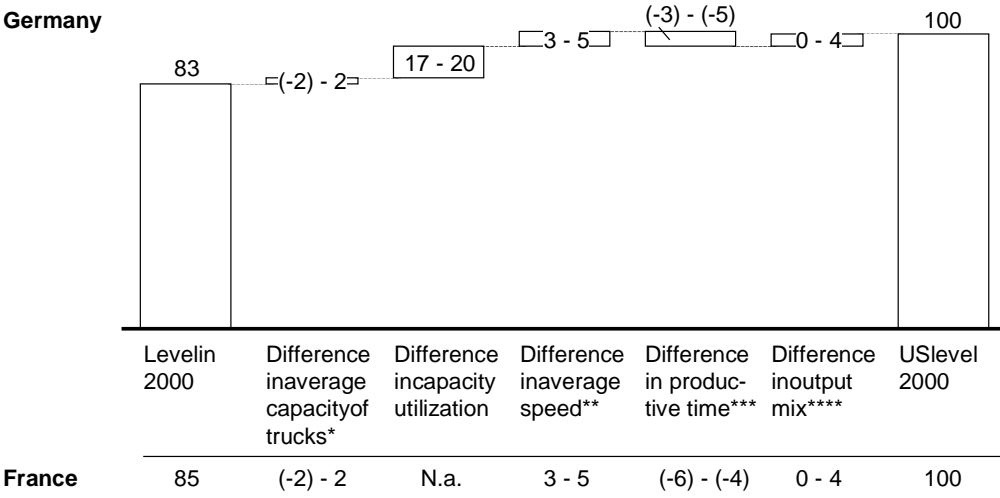 Germany
(-3) - (-5)
100
3 - 5
0 - 4
83
17 - 20
(-2) - 2
Levelin
2000
Difference
inaverage
capacityof
trucks*
Difference
incapacity
utilization
Difference
inaverage
speed**
Difference
in produc-
tive time***
Difference
inoutput
mix****
USlevel
2000
France 85 (-2) - 2 N.a. 3 - 5 (-6) - (-4) 0 - 4 100